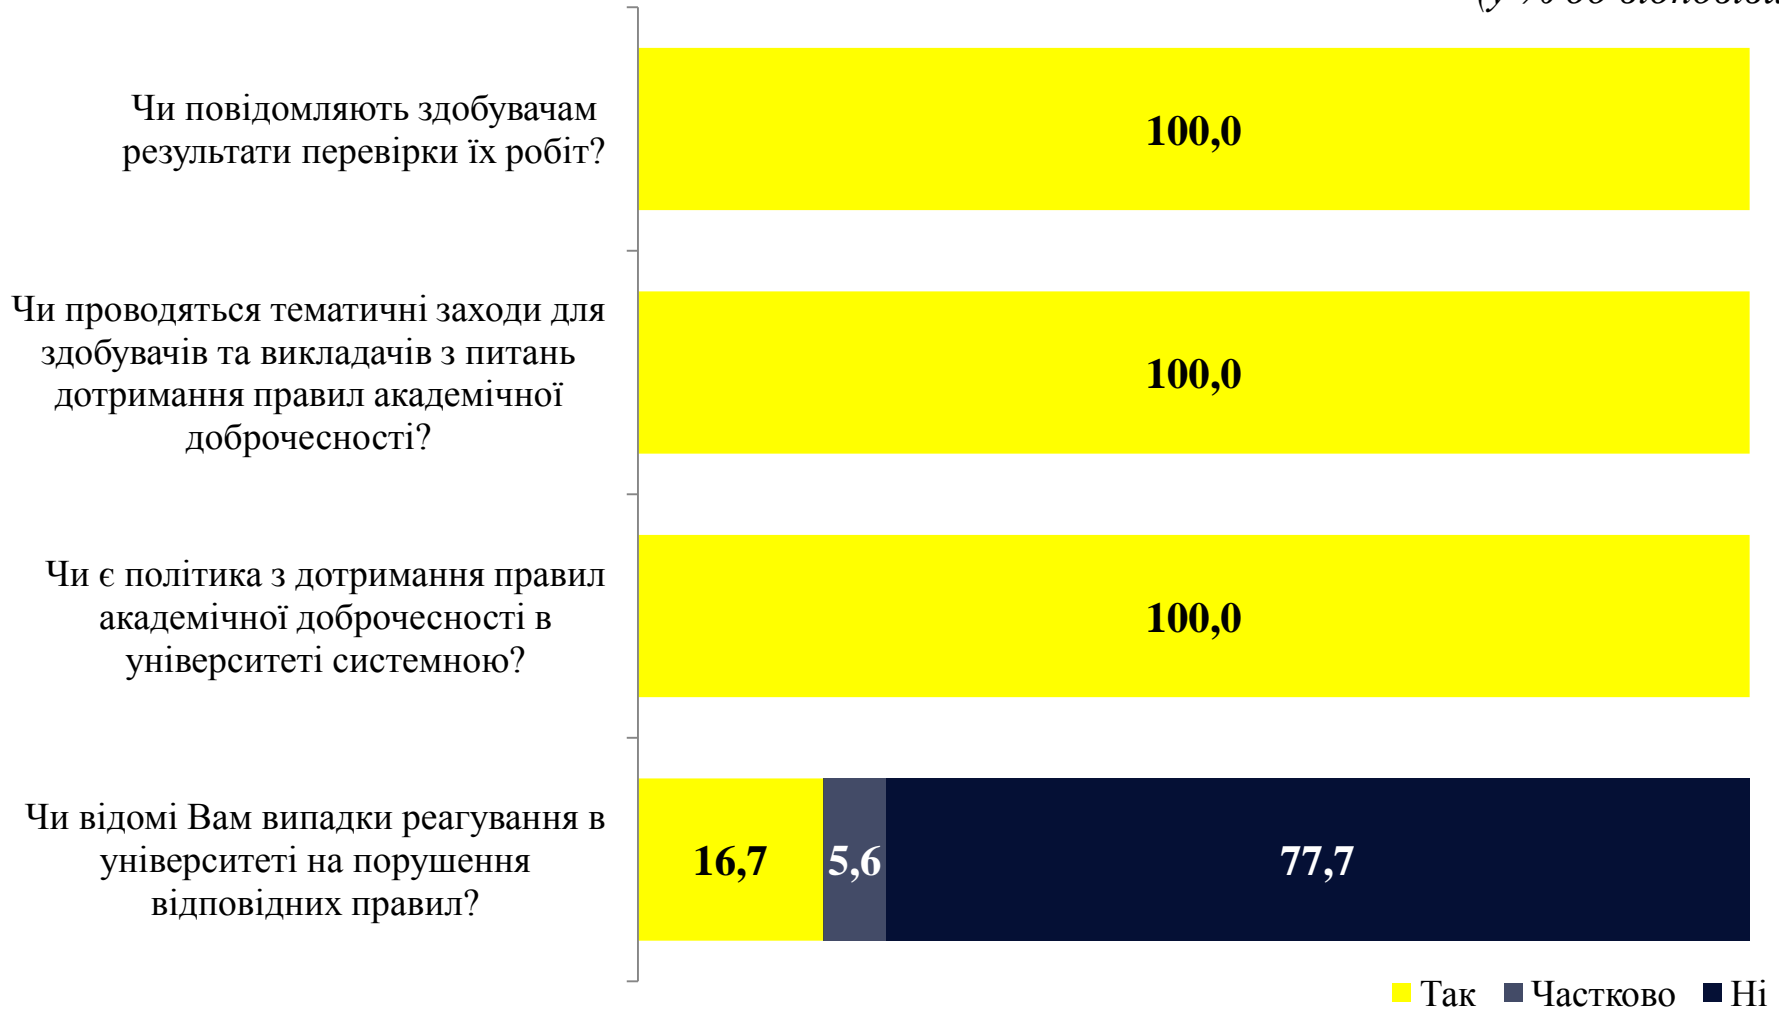 Чи повідомляють здобувачам
результати перевірки їх робіт?
100,0
Чи проводяться тематичні заходи для
здобувачів та викладачів з питань
дотримання правил академічної
доброчесності?
100,0
Чи є політика з дотримання правил
академічної доброчесності в
університеті системною?
100,0
Чи відомі Вам випадки реагування в
університеті на порушення
відповідних правил?
16,7 5,6 77,7
Так Частково Ні